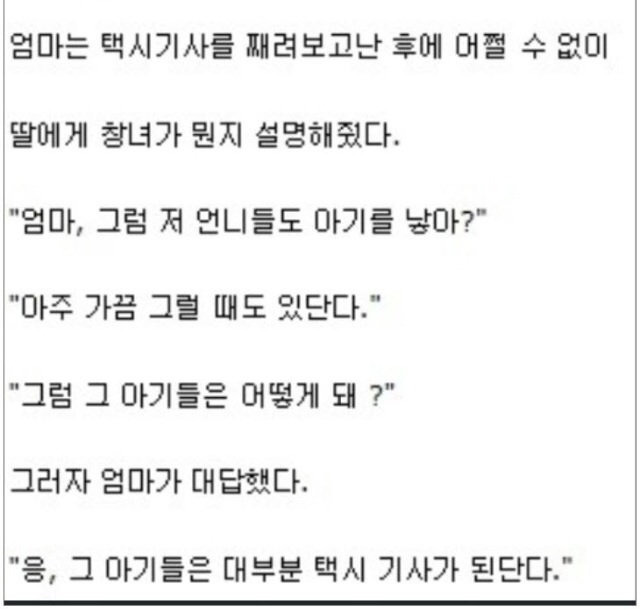 엄마는 택시기사를 째려보고난 후에 어쩔 수 없이
딸에게 창녀가 뭔지 설명해줬다.
"엄마, 그럼 저 언니들도 아기를 낳아?"
"아주 가끔 그럴 때도 있단다."
"그럼 그 아기들은 어떻게 돼 ?"
그러자 엄마가 대답했다.
"응, 그 아기들은 대부분 택시 기사가 된단다."